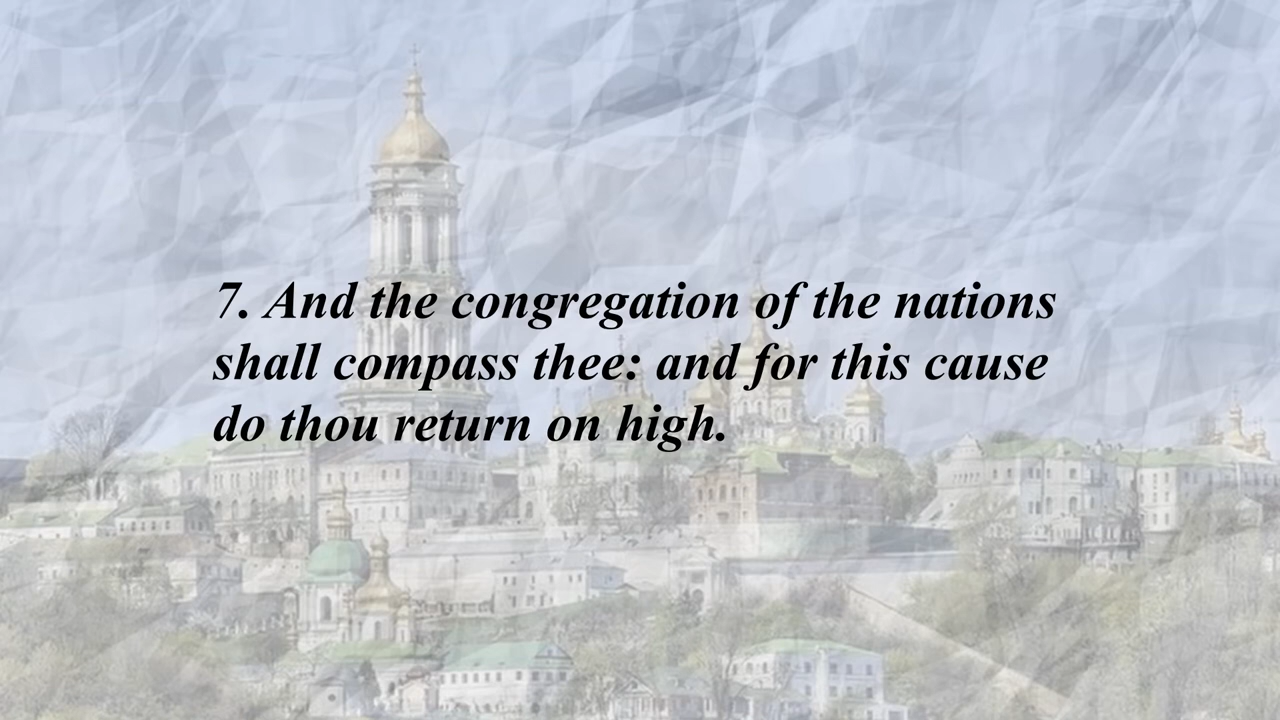 7. And the congregation of the nations
shall compass thee: and for this cause
do thou return on high.